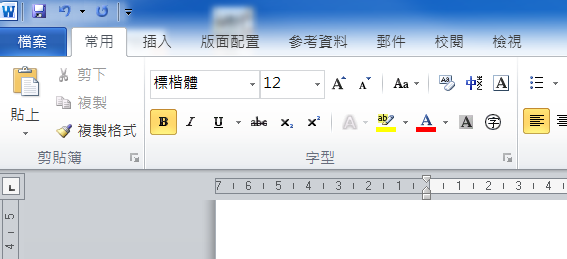 W
檔案 常用 插入 版面配置 參考資料 郵件 校閱 檢視
剪下
複製
貼上
複製格式
剪貼簿
標楷體 12 A A Aa 中 A
B I U abc x₂ x² A ab A A 字
字型
L 7 6 5 4 3 2 1 1 2 3 4
5
4